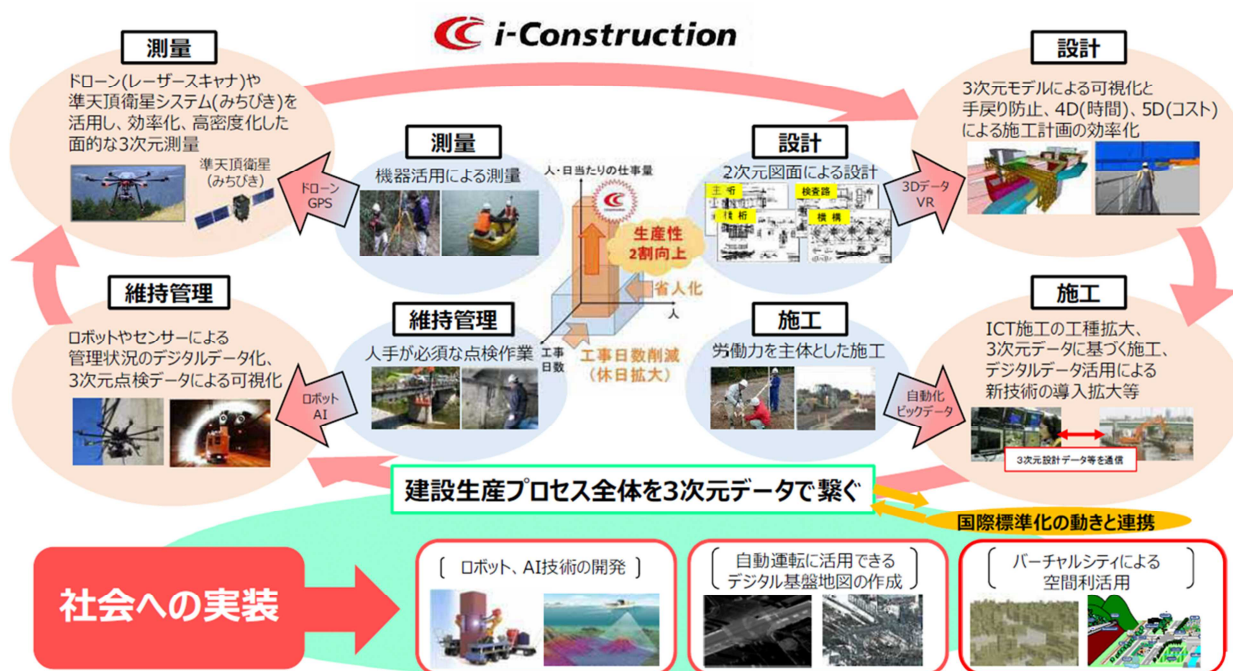 i-Construction
測量
ドローン(レーザースキャナ)や
準天頂衛星システム(みちびき)を
活用し、効率化、高密度化した
面的な3次元測量
準天頂衛星
(みちびき)
ドローン
GPS
測量
機器活用による測量
人・日当たりの仕事量
i-Construction
生産性
2割向上
省人化
人
工事
日数
工事日数削減
(休日拡大)
設計
2次元図面による設計
主桁
検査路
横桁
横構
3Dデータ
VR
設計
3次元モデルによる可視化と
手戻り防止、4D(時間)、5D(コスト)
による施工計画の効率化
維持管理
ロボットやセンサーによる
管理状況のデジタルデータ化、
3次元点検データによる可視化
ロボット
AI
維持管理
人手が必須な点検作業
施工
労働力を主体とした施工
自動化
ビックデータ
施工
ICT施工の工種拡大、
3次元データに基づく施工、
デジタルデータ活用による
新技術の導入拡大等
3次元設計データ等を通信
建設生産プロセス全体を3次元データで繋ぐ
国際標準化の動きと連携
社会への実装
〔 ロボット、AI技術の開発 〕
〔 自動運転に活用できる
デジタル基盤地図の作成 〕
〔 バーチャルシティによる
空間利活用 〕